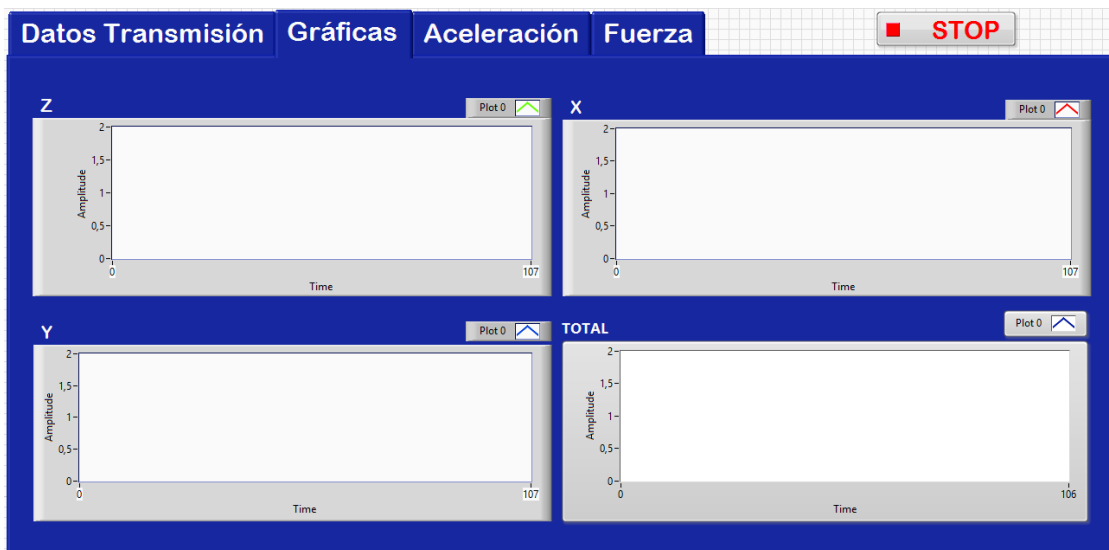 Datos Transmisión Gráficas Aceleración Fuerza STOP
Z Plot 0
2
1,5
1
0,5
0
Amplitude
0 107
Time
X Plot 0
2
1,5
1
0,5
0
Amplitude
0 107
Time
Y Plot 0
2
1,5
1
0,5
0
Amplitude
0 107
Time
TOTAL Plot 0
2
1,5
1
0,5
0
Amplitude
0 106
Time